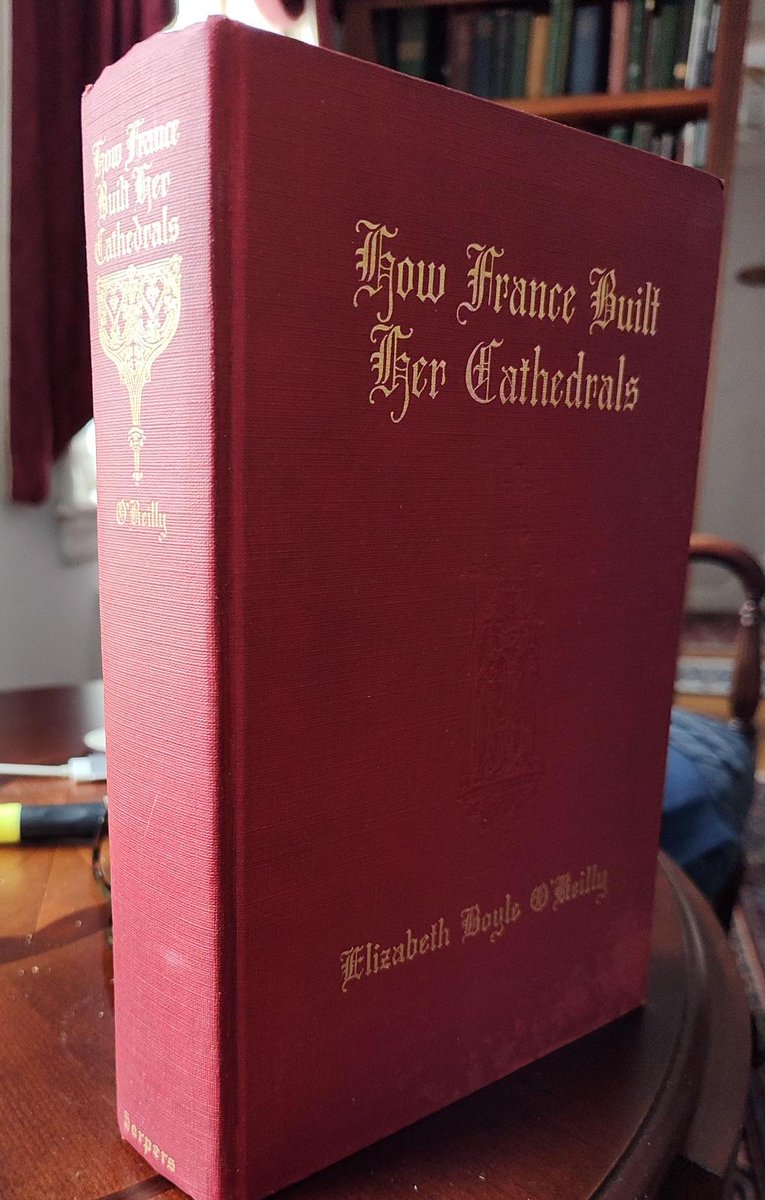 How France
Built Her
Cathedrals
O'Reilly
Harpers
How France Built
Her Cathedrals
Elizabeth Boyle O'Reilly